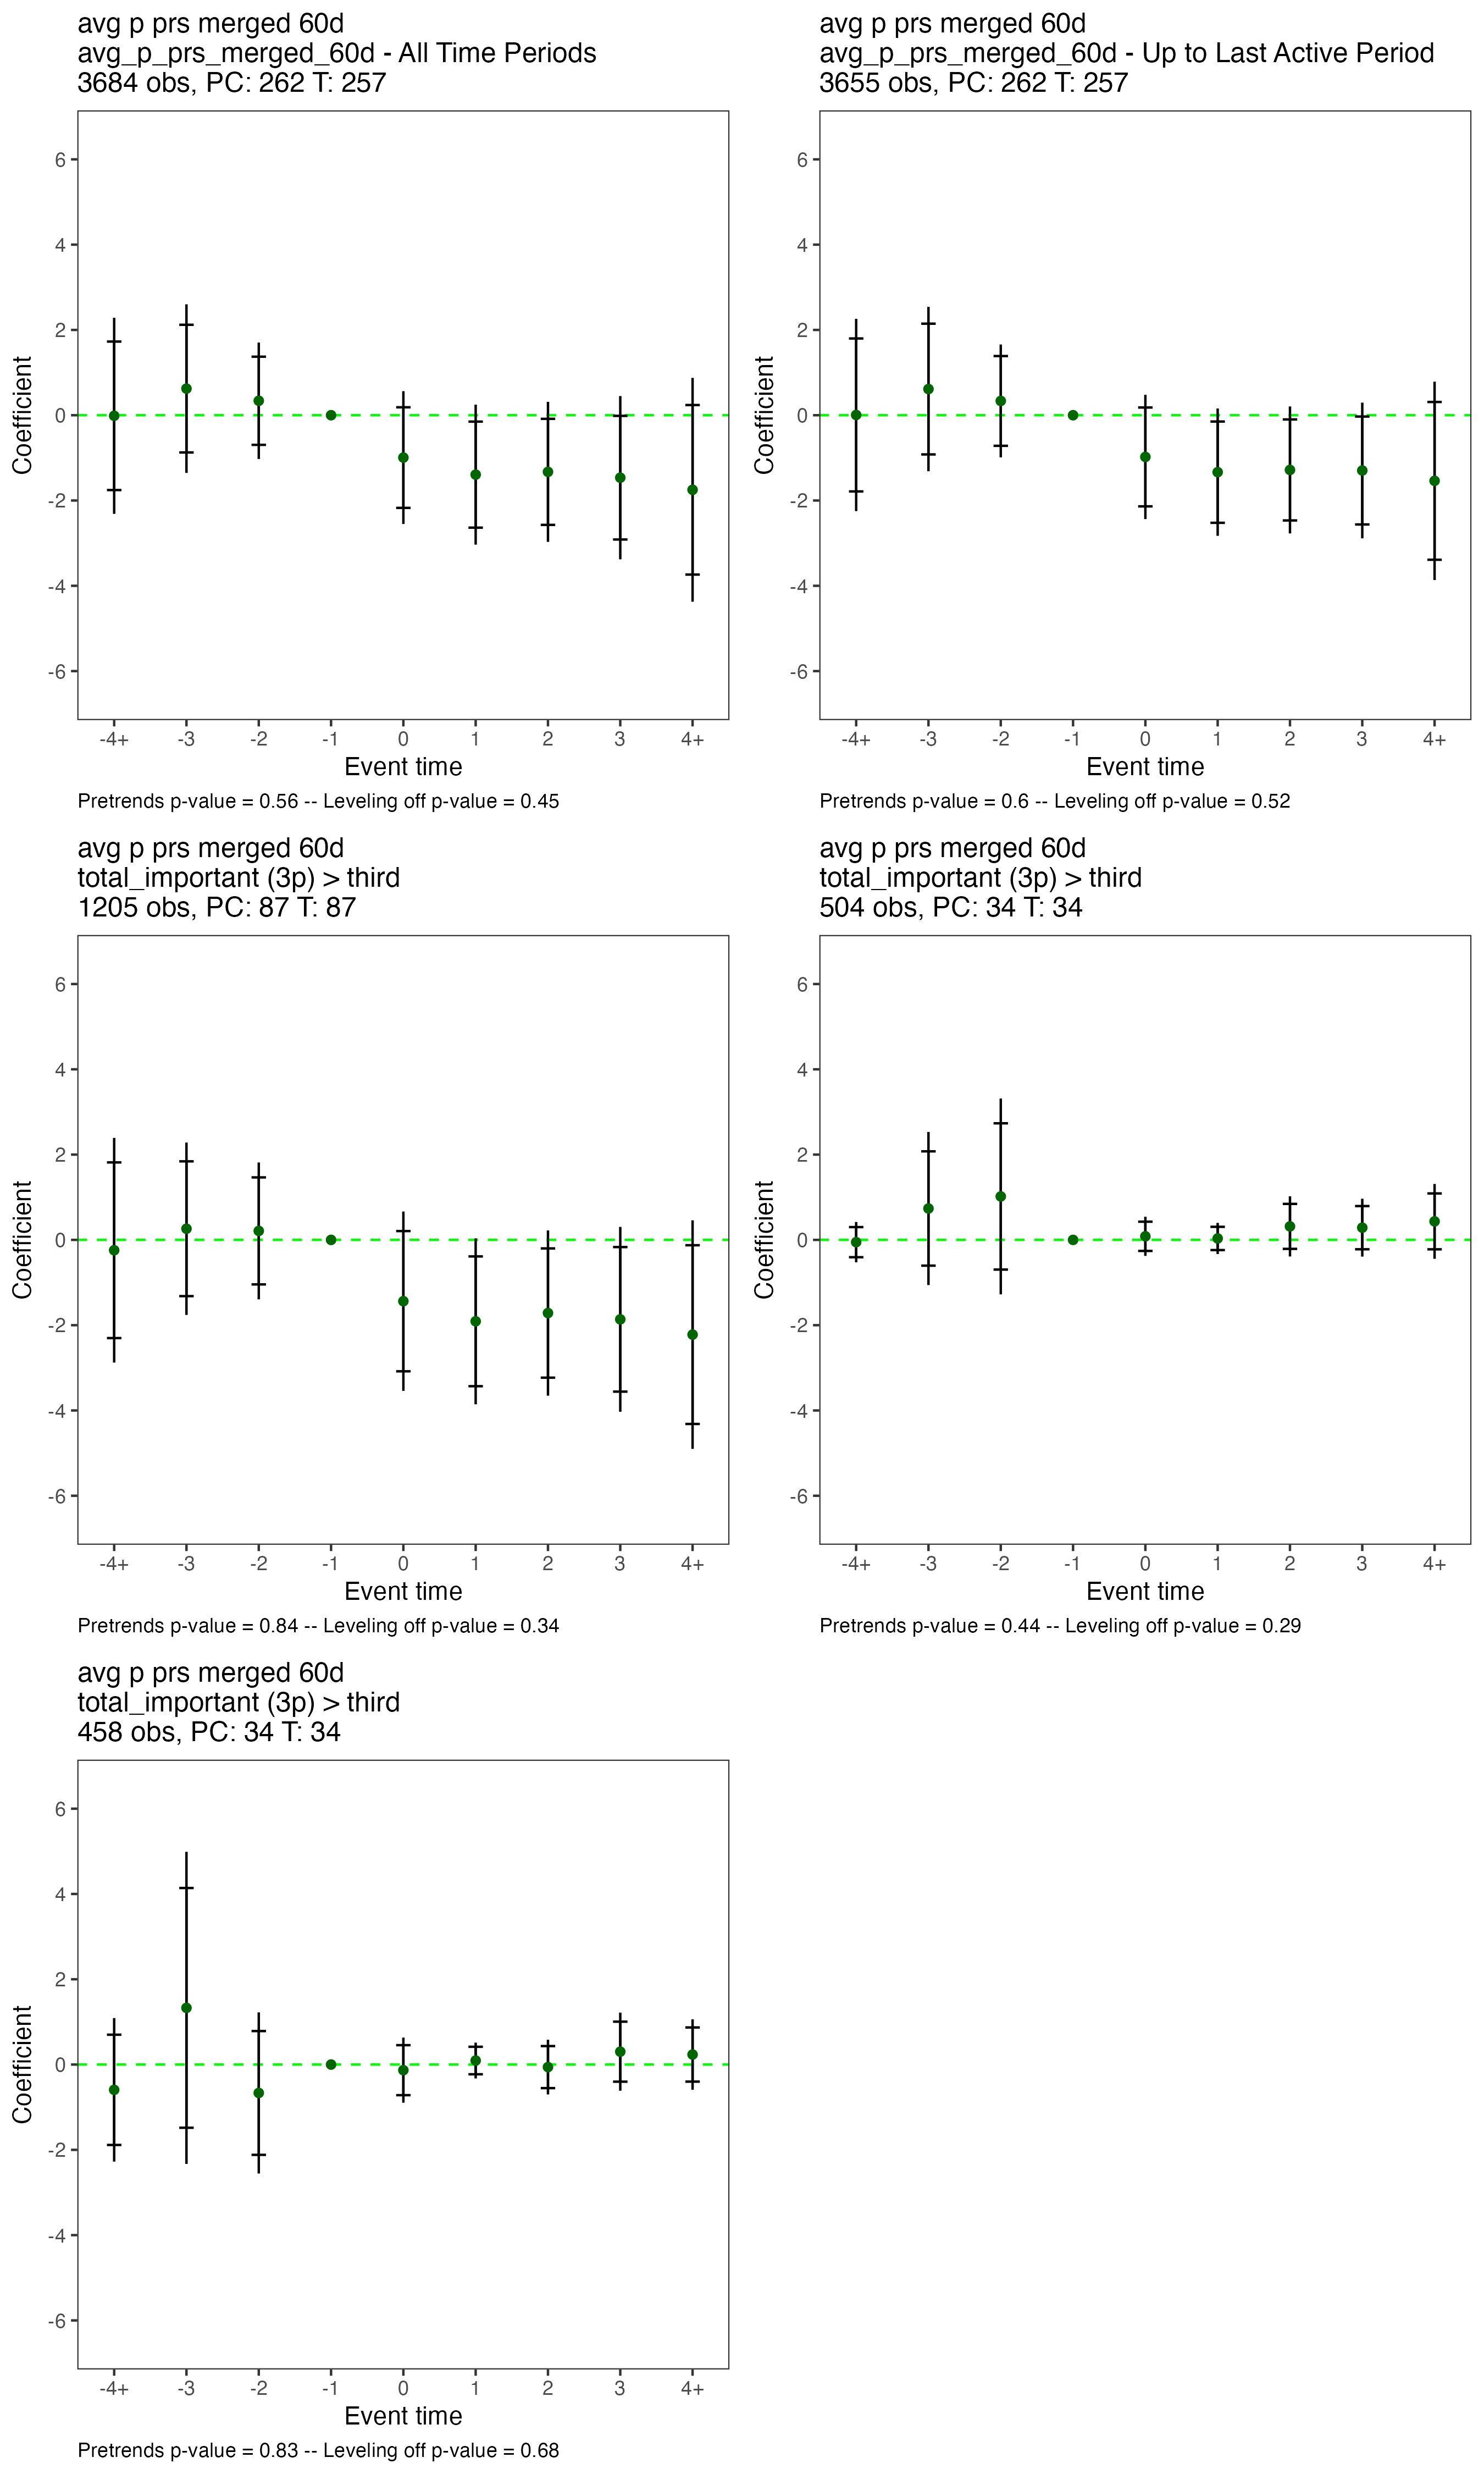 avg p prs merged 60d
avg_p_prs_merged_60d - All Time Periods
3684 obs, PC: 262 T: 257
Coefficient
6
4
2
0
-2
-4
-6
-4+ -3 -2 -1 0 1 2 3 4+
Event time
Pretrends p-value = 0.56 -- Leveling off p-value = 0.45
avg p prs merged 60d
avg_p_prs_merged_60d - Up to Last Active Period
3655 obs, PC: 262 T: 257
Coefficient
6
4
2
0
-2
-4
-6
-4+ -3 -2 -1 0 1 2 3 4+
Event time
Pretrends p-value = 0.6 -- Leveling off p-value = 0.52
avg p prs merged 60d
total_important (3p) > third
1205 obs, PC: 87 T: 87
Coefficient
6
4
2
0
-2
-4
-6
-4+ -3 -2 -1 0 1 2 3 4+
Event time
Pretrends p-value = 0.84 -- Leveling off p-value = 0.34
avg p prs merged 60d
total_important (3p) > third
504 obs, PC: 34 T: 34
Coefficient
6
4
2
0
-2
-4
-6
-4+ -3 -2 -1 0 1 2 3 4+
Event time
Pretrends p-value = 0.44 -- Leveling off p-value = 0.29
avg p prs merged 60d
total_important (3p) > third
458 obs, PC: 34 T: 34
Coefficient
6
4
2
0
-2
-4
-6
-4+ -3 -2 -1 0 1 2 3 4+
Event time
Pretrends p-value = 0.83 -- Leveling off p-value = 0.68